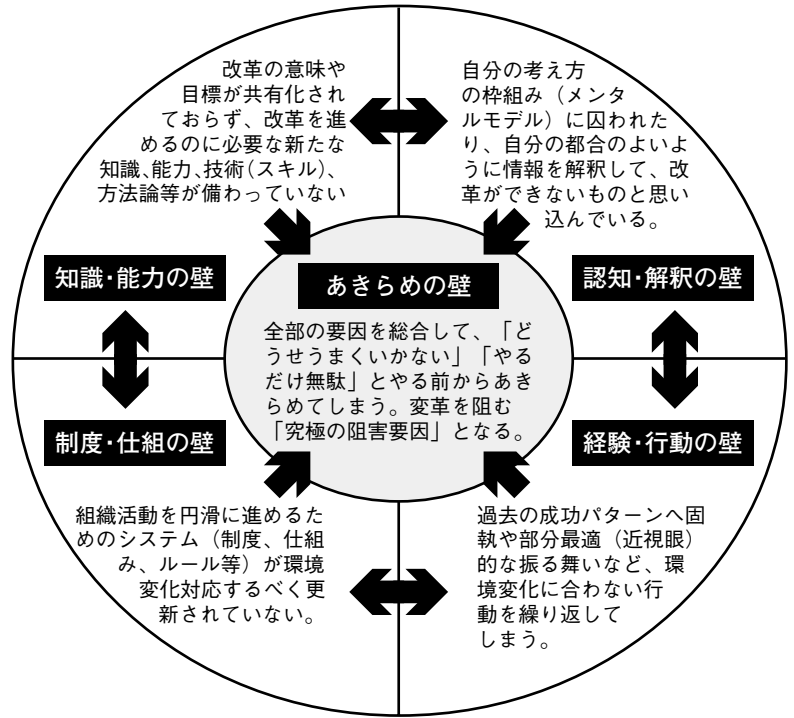 改革の意味や
目標が共有化され
ておらず、改革を進
めるのに必要な新たな
知識、能力、技術（スキル）、
方法論等が備わっていない
自分の考え方
の枠組み（メンタ
ルモデル）に囚われた
り、自分の都合のよいよ
うに情報を解釈して、改
革ができないものと思い
込んでいる。
知識・能力の壁
あきらめの壁
認知・解釈の壁
全部の要因を総合して、「ど
うせうまくいかない」「やる
だけ無駄」とやる前からあき
らめてしまう。変革を阻む
「究極の阻害要因」となる。
制度・仕組の壁
経験・行動の壁
組織活動を円滑に進めるた
めのシステム（制度、仕組
み、ルール等）が環境
変化対応するべく更
新されていない。
過去の成功パターンへ固
執や部分最適（近視眼）
的な振る舞いなど、環
境変化に合わない行
動を繰り返して
しまう。